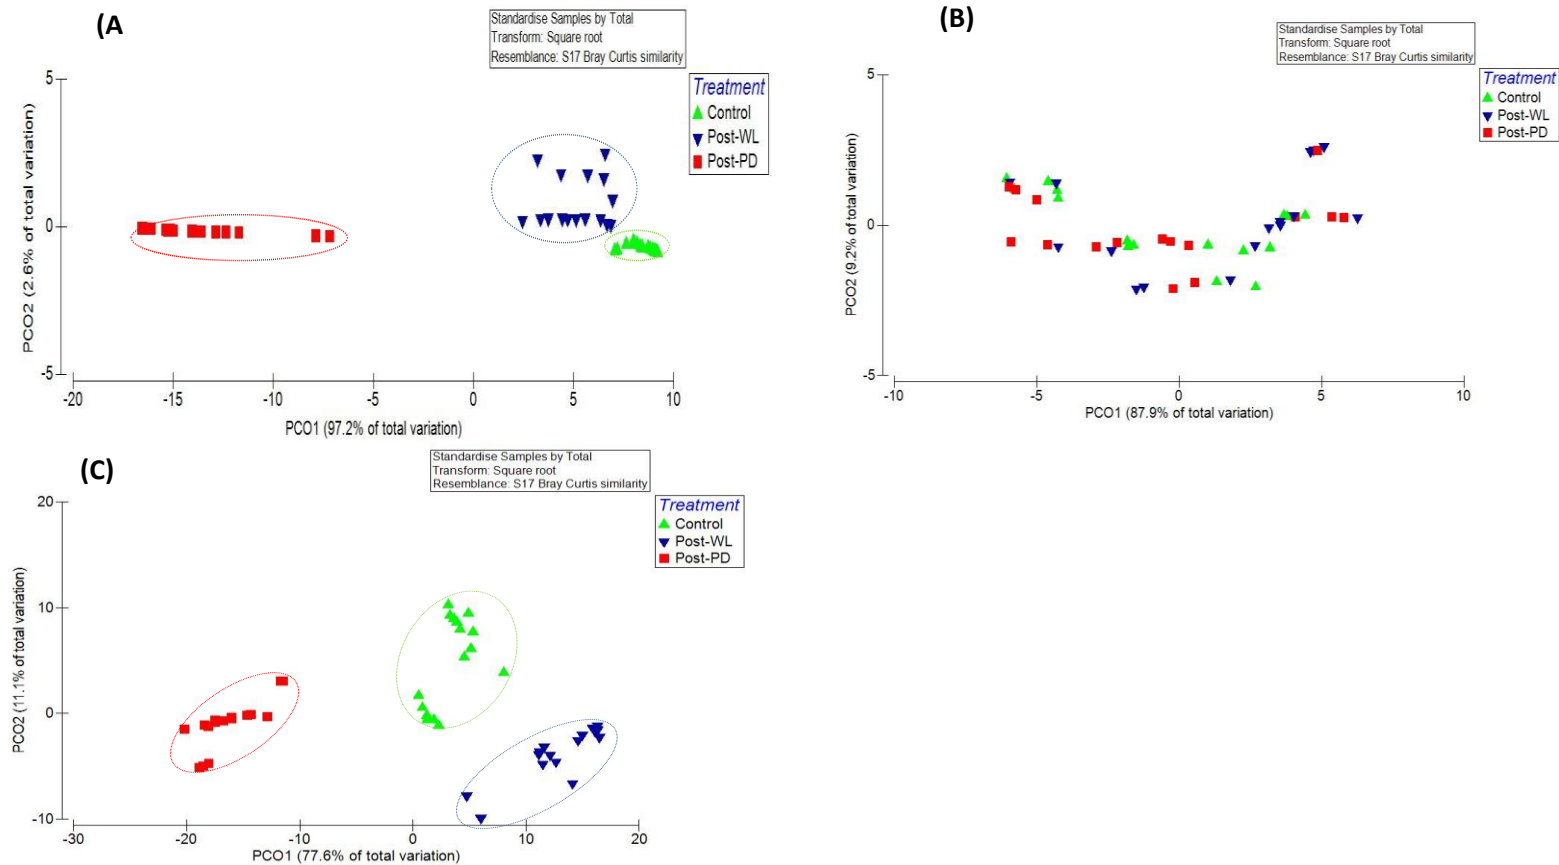 (A
Standardise Samples by Total
Transform: Square root
Resemblance: S17 Bray Curtis similarity
Treatment
Control
Post-WL
Post-PD
5
0
-5
PCO2 (2.6% of total variation)
-20
-15
-10
-5
0
5
10
PCO1 (97.2% of total variation)
(B)
Standardise Samples by Total
Transform: Square root
Resemblance: S17 Bray Curtis similarity
Treatment
Control
Post-WL
Post-PD
5
0
-5
PCO2 (9.2% of total variation)
-10
-5
0
5
10
PCO1 (87.9% of total variation)
(C)
Standardise Samples by Total
Transform: Square root
Resemblance: S17 Bray Curtis similarity
Treatment
Control
Post-WL
Post-PD
20
10
0
-10
PCO2 (11.1% of total variation)
-30
-20
-10
0
10
20
PCO1 (77.6% of total variation)